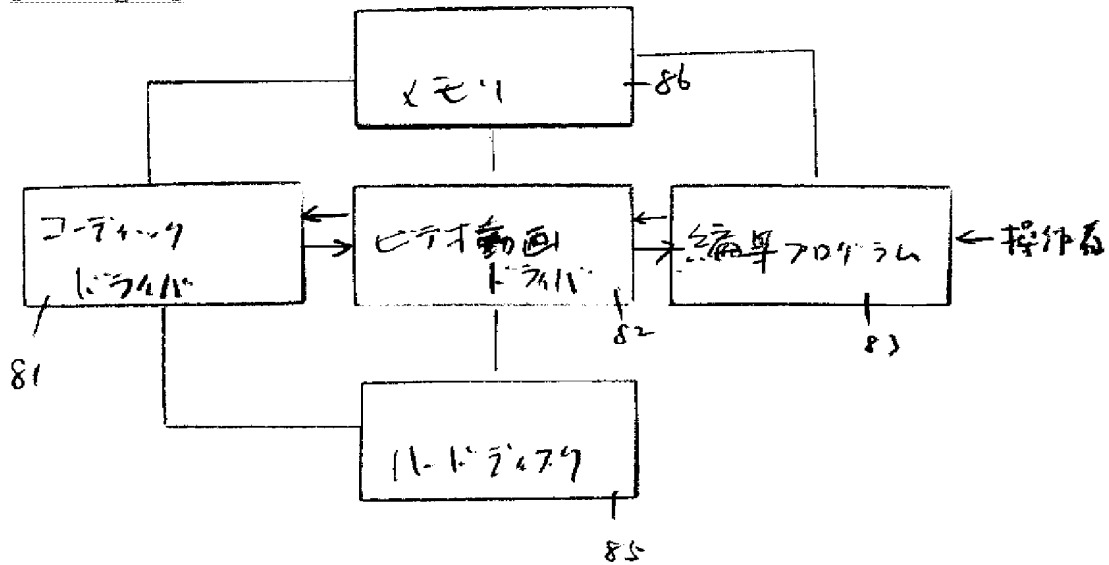 メモリ
86
コーディック
ドライバ
ビデオ動画
ドライバ
編集プログラム
操作者
81
82
83
ハードディスク
85